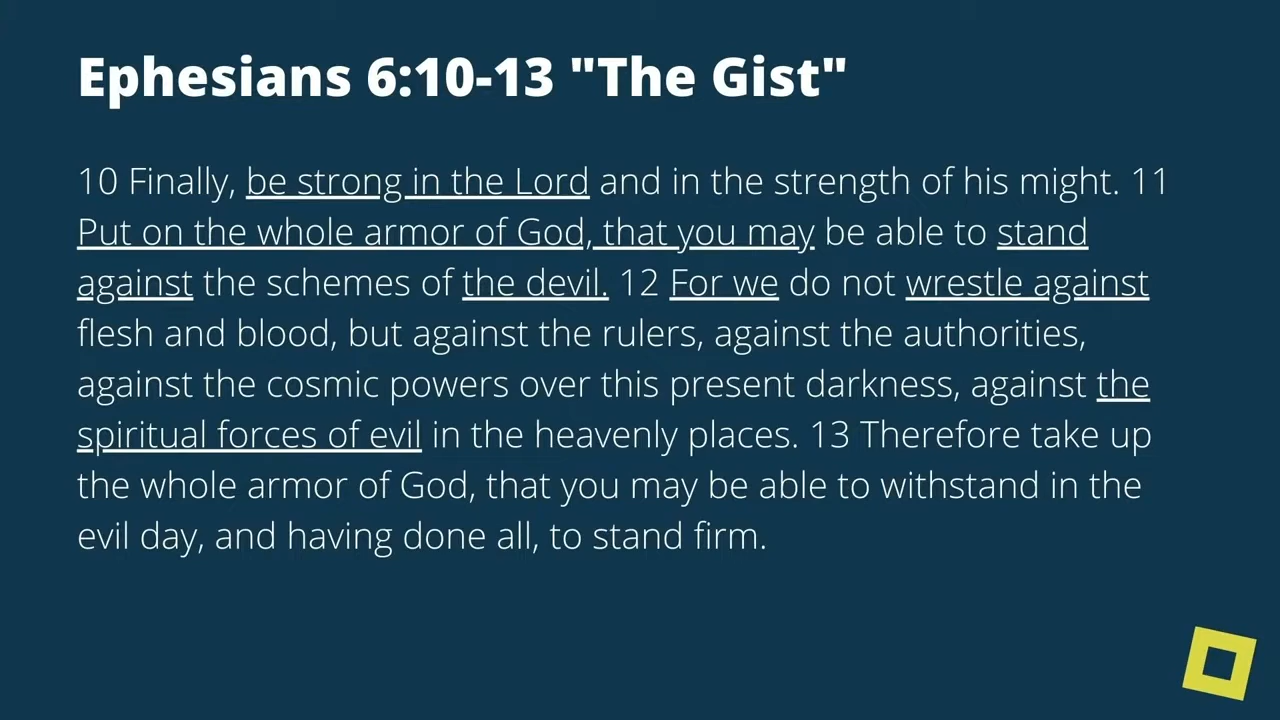 Ephesians 6:10-13 "The Gist"
10 Finally, be strong in the Lord and in the strength of his might. 11
Put on the whole armor of God, that you may be able to stand
against the schemes of the devil. 12 For we do not wrestle against
flesh and blood, but against the rulers, against the authorities,
against the cosmic powers over this present darkness, against the
spiritual forces of evil in the heavenly places. 13 Therefore take up
the whole armor of God, that you may be able to withstand in the
evil day, and having done all, to stand firm.